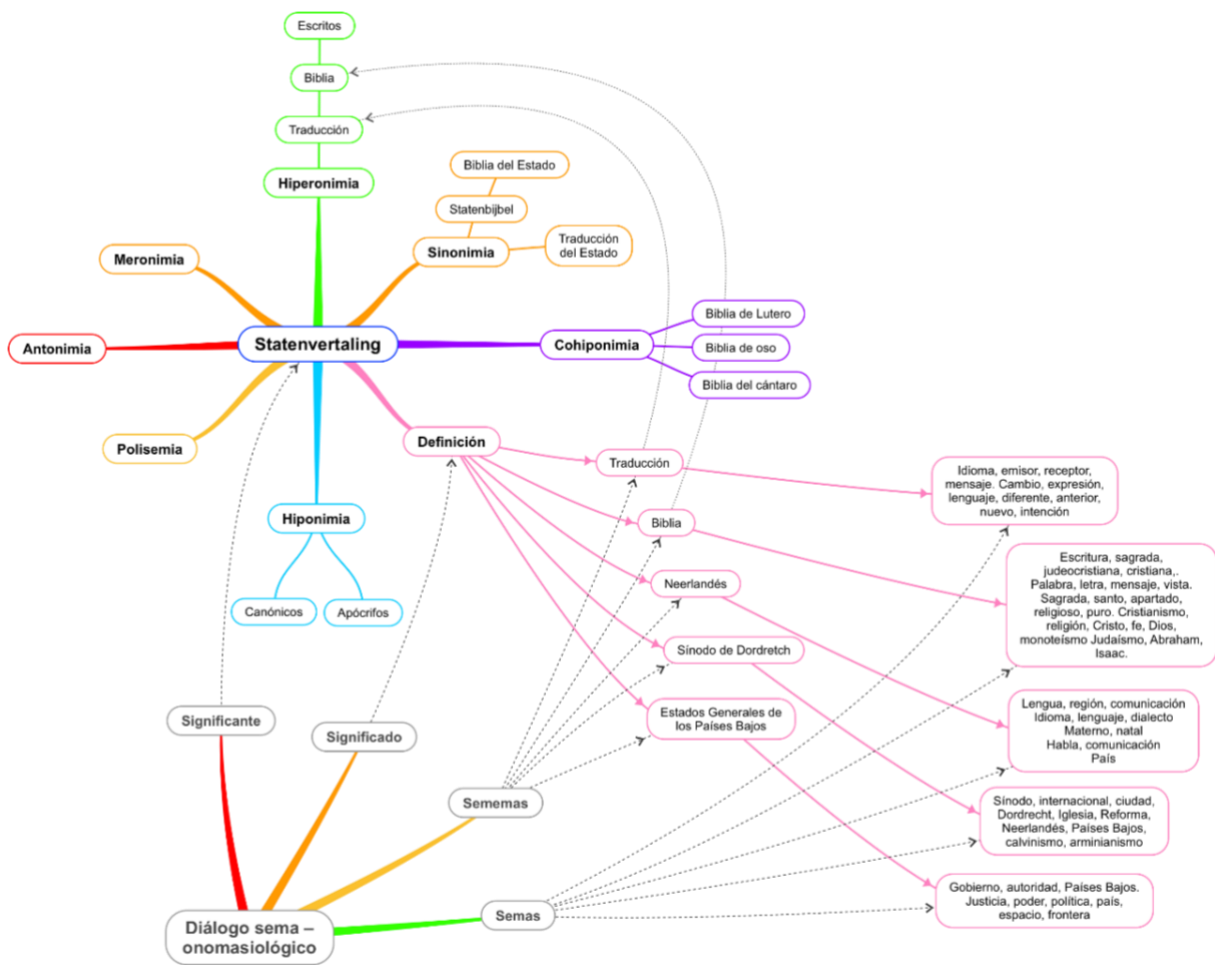 Escritos
Biblia
Traducción
Hiperonimia
Biblia del Estado
Statenbijbel
Sinonimia
Traducción
del Estado
Meronimia
Antonimia
Statenvertaling
Cohiponimia
Biblia de Lutero
Biblia de oso
Biblia del cántaro
Polisemia
Definición
Traducción
Idioma, emisor, receptor,
mensaje. Cambio, expresión,
lenguaje, diferente, anterior,
nuevo, intención
Hiponimia
Canónicos
Apócrifos
Biblia
Escritura, sagrada,
judeocristiana, cristiana,.
Palabra, letra, mensaje, vista.
Sagrada, santo, apartado,
religioso, puro. Cristianismo,
religión, Cristo, fe, Dios,
monoteísmo Judaísmo, Abraham,
Isaac.
Neerlandés
Sínodo de Dordretch
Estados Generales de
los Países Bajos
Lengua, región, comunicación
Idioma, lenguaje, dialecto
Materno, natal
Habla, comunicación
País
Significante
Significado
Sememas
Sínodo, internacional, ciudad,
Dordrecht, Iglesia, Reforma,
Neerlandés, Países Bajos,
calvinismo, arminianismo
Semas
Gobierno, autoridad, Países Bajos.
Justicia, poder, política, país,
espacio, frontera
Diálogo sema –
onomasiológico